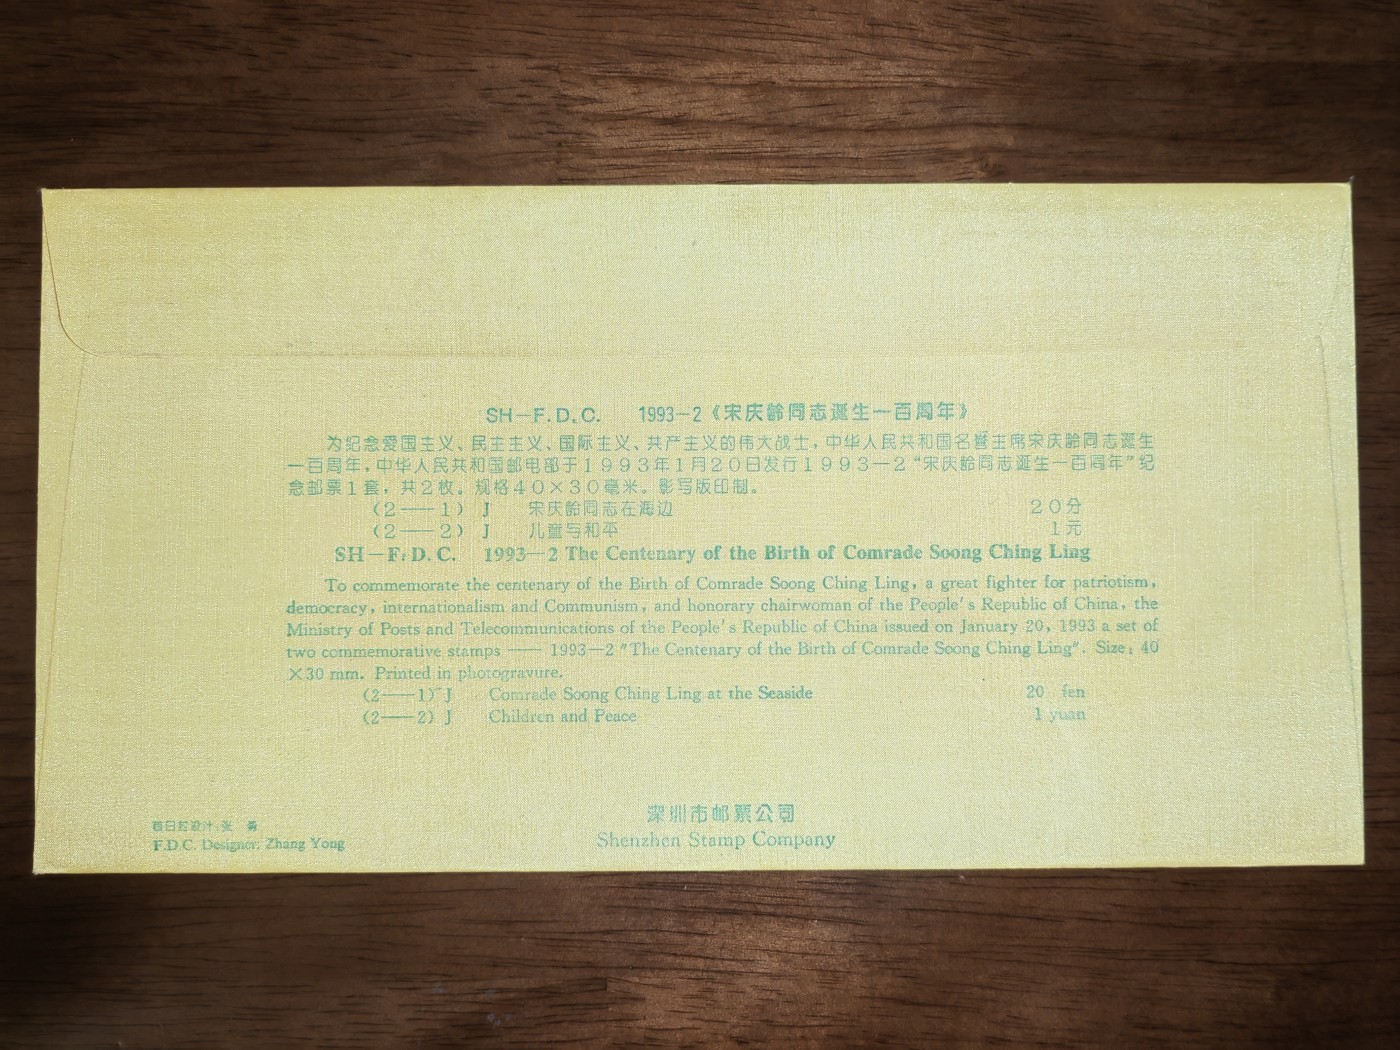 SH—F.D.C. 1993—2《宋庆龄同志诞生一百周年》
为纪念爱国主义、民主主义、国际主义、共产主义的伟大战士，中华人民共和国名誉主席宋庆龄同志诞生
一百周年，中华人民共和国邮电部于1993年1月20日发行1993—2“宋庆龄同志诞生一百周年”纪
念邮票1套，共2枚。规格40×30毫米。影写版印制。
（2——1） J 宋庆龄同志在海边 20分
（2——2） J 儿童与和平 1元
SH—F.D.C. 1993—2 The Centenary of the Birth of Comrade Soong Ching Ling
To commemorate the centenary of the Birth of Comrade Soong Ching Ling, a great fighter for patriotism,
democracy, internationalism and Communism, and honorary chairwoman of the People's Republic of China, the
Ministry of Posts and Telecommunications of the People's Republic of China issued on January 20, 1993 a set of
two commemorative stamps —— 1993—2 "The Centenary of the Birth of Comrade Soong Ching Ling". Size: 40
×30 mm. Printed in photogravure.
(2——1) J Comrade Soong Ching Ling at the Seaside 20 fen
(2——2) J Children and Peace 1 yuan
深圳市邮票公司
Shenzhen Stamp Company
首日封设计：张 勇
F.D.C. Designer: Zhang Yong